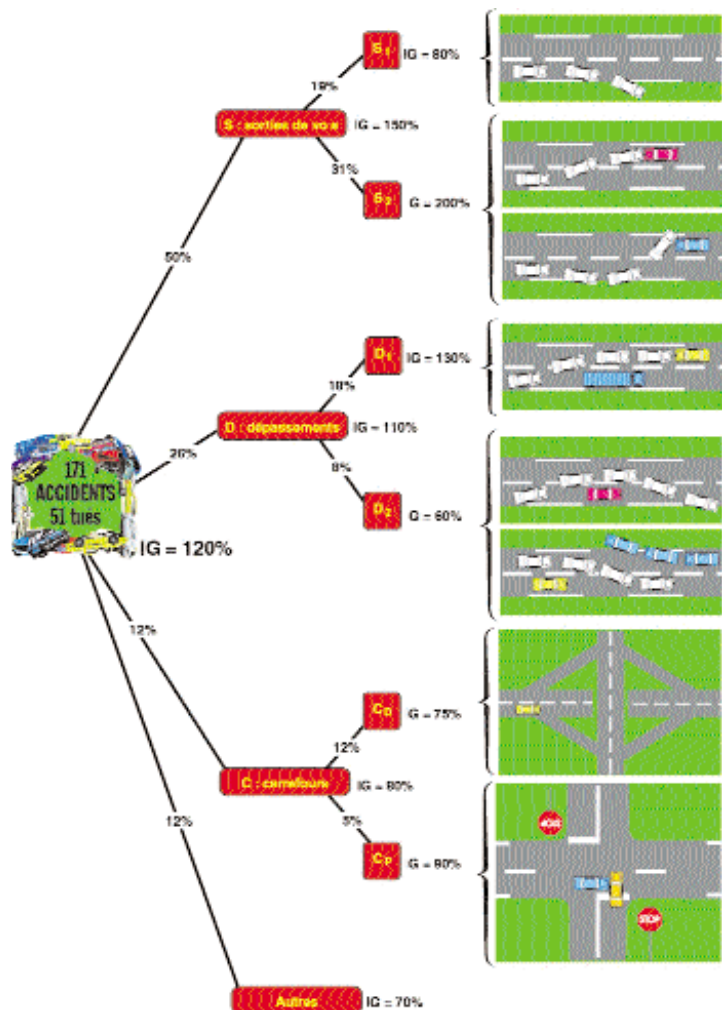 S1
IG = 80%
19%
S : sorties de voie
IG = 150%
31%
S2
G = 200%
50%
D1
IG = 130%
18%
D : dépassements
IG = 110%
26%
8%
D2
G = 60%
171
ACCIDENTS
51 tués
IG = 120%
12%
CD
G = 75%
12%
C : carrefours
IG = 80%
5%
CP
G = 90%
12%
STOP
STOP
Autres
IG = 70%